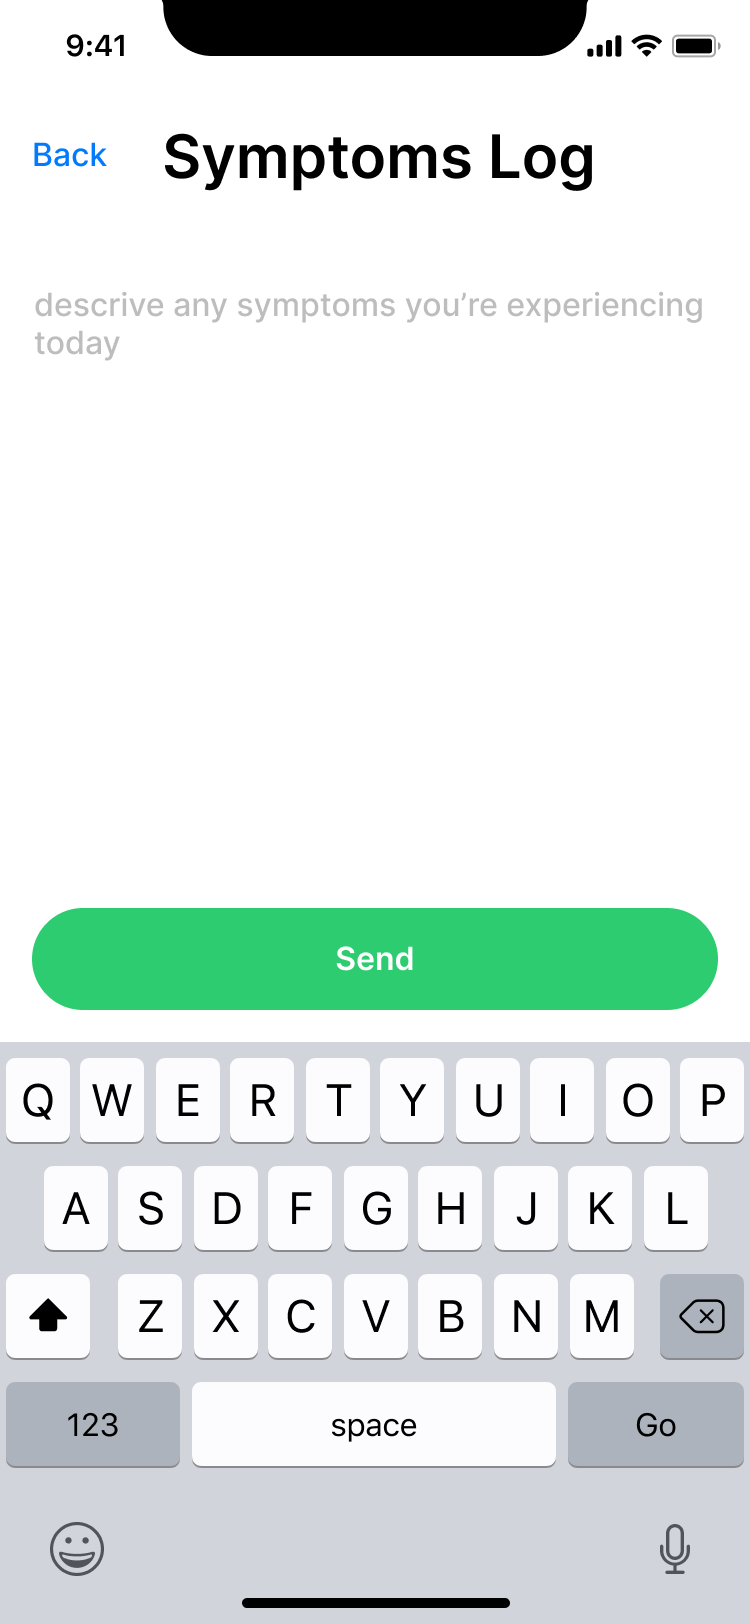 9:41
Back Symptoms Log
descrive any symptoms you’re experiencing
today
Send
Q W E R T Y U I O P
A S D F G H J K L
Z X C V B N M
123 space Go